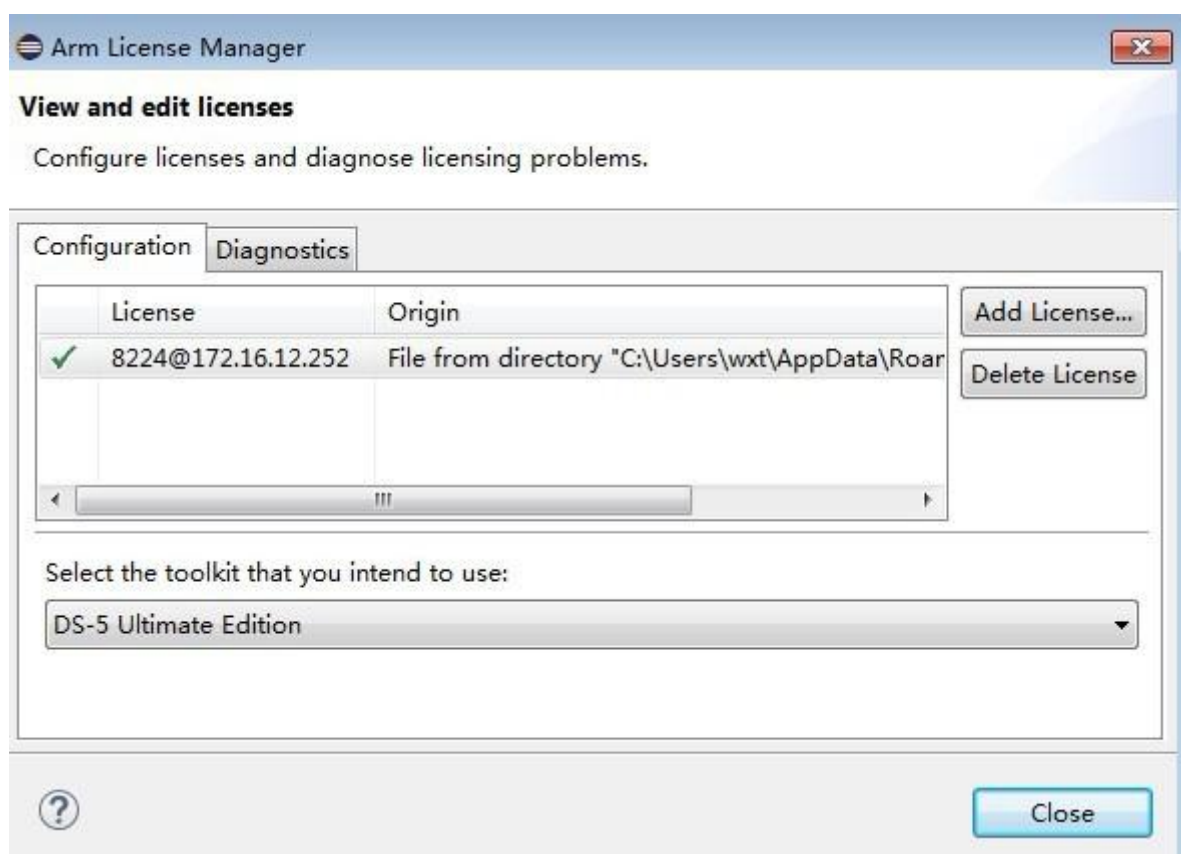 Arm License Manager
View and edit licenses
Configure licenses and diagnose licensing problems.
Configuration Diagnostics
License Origin
8224@172.16.12.252 File from directory "C:\Users\wxt\AppData\Roar
Add License...
Delete License
Select the toolkit that you intend to use:
DS-5 Ultimate Edition
?
Close